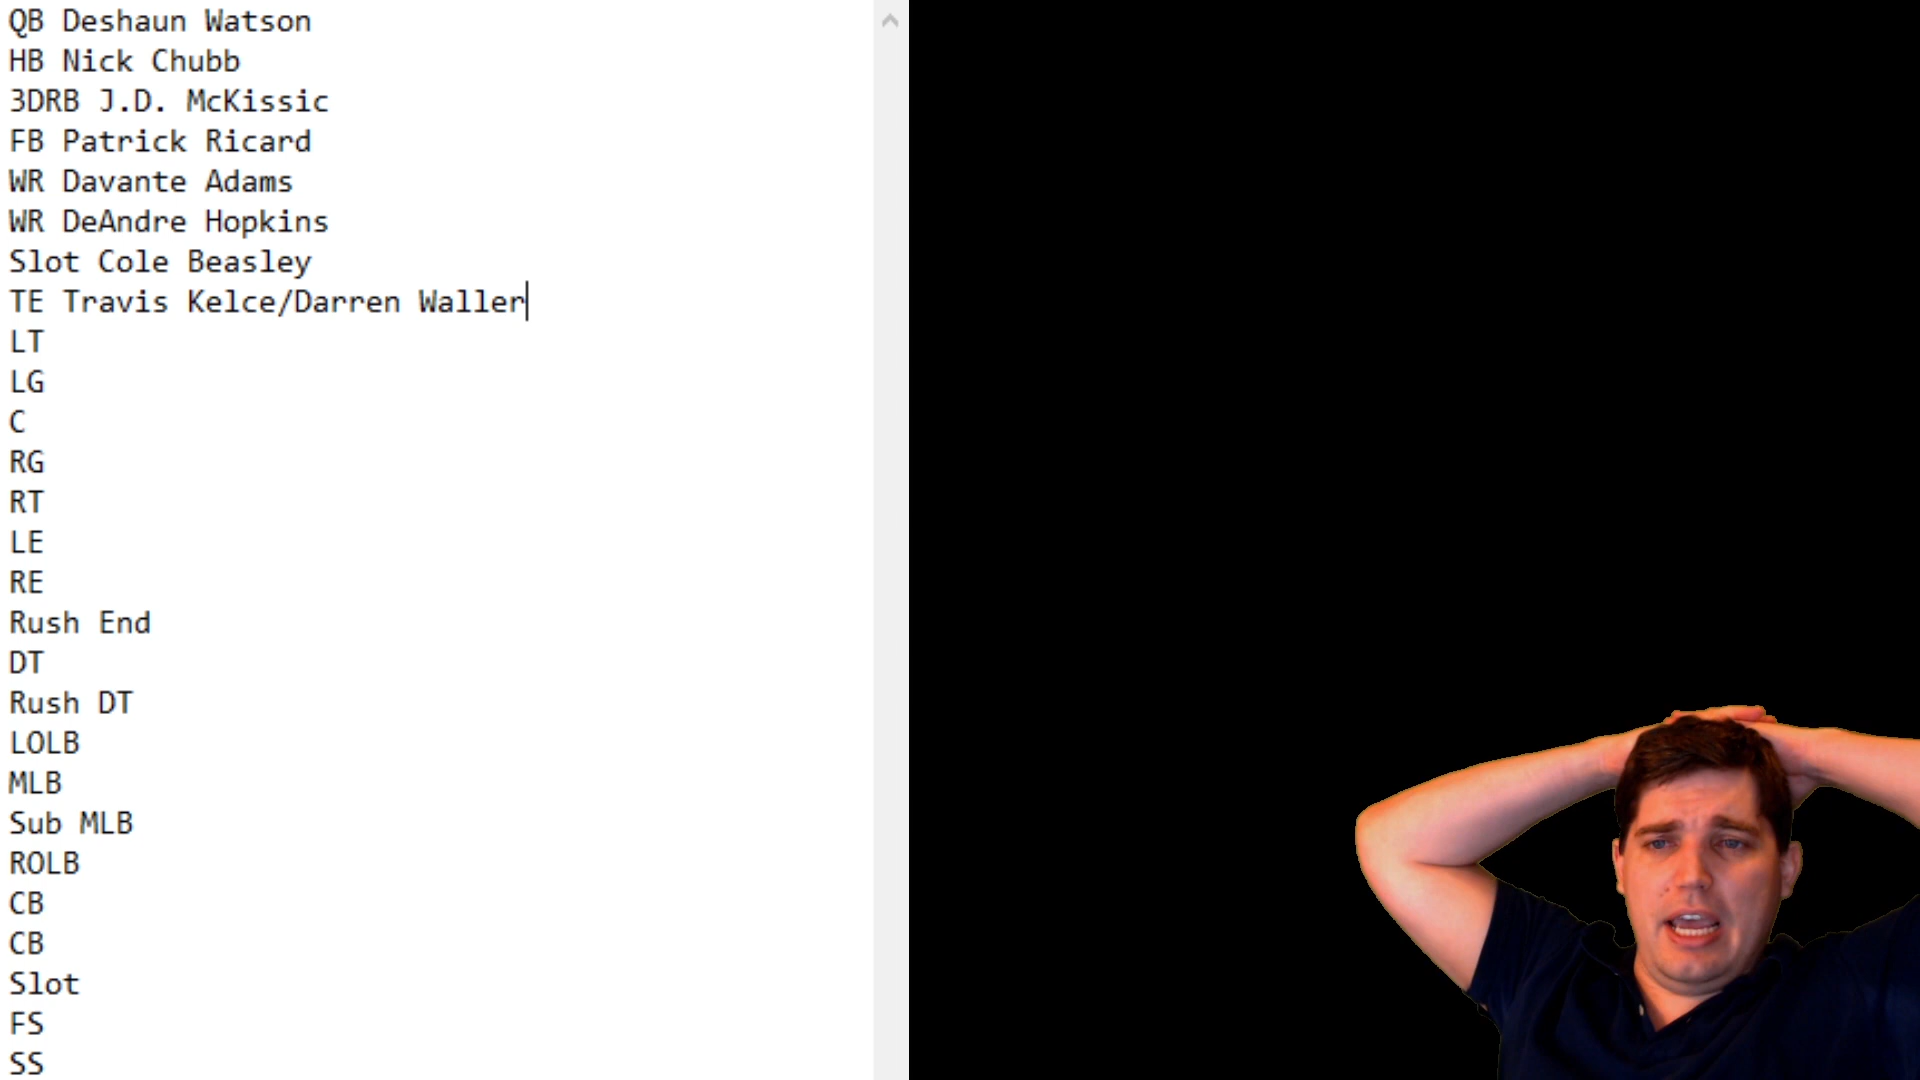 QB Deshaun Watson
HB Nick Chubb
3DRB J.D. McKissic
FB Patrick Ricard
WR Davante Adams
WR DeAndre Hopkins
Slot Cole Beasley
TE Travis Kelce/Darren Waller
LT
LG
C
RG
RT
LE
RE
Rush End
DT
Rush DT
LOLB
MLB
Sub MLB
ROLB
CB
CB
Slot
FS
SS